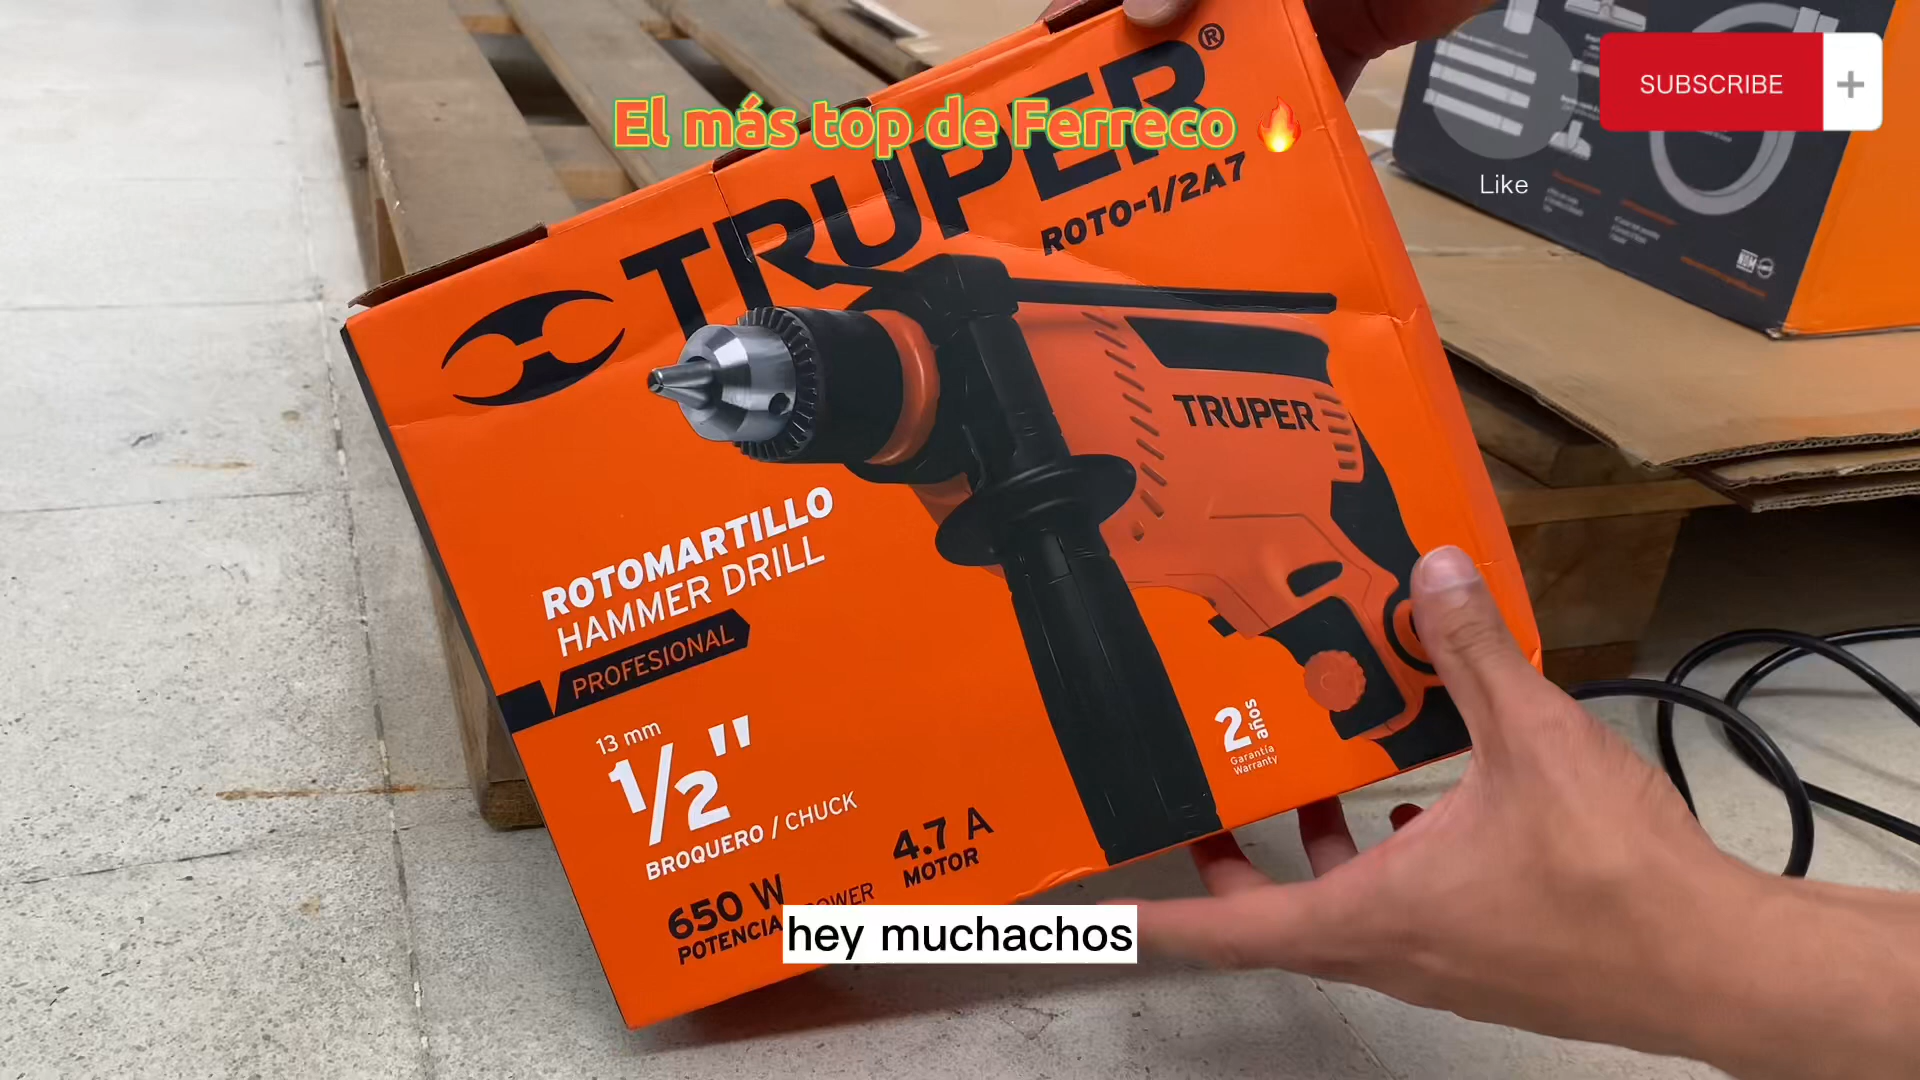 El más top de Ferreco 🔥
SUBSCRIBE
Like
TRUPER®
ROTO-1/2A7
TRUPER
ROTOMARTILLO
HAMMER DRILL
PROFESIONAL
13 mm
1/2"
BROQUERO / CHUCK
2 años
Garantía
Warranty
4.7 A
MOTOR
650 W
POTENCIA
hey muchachos
NOM